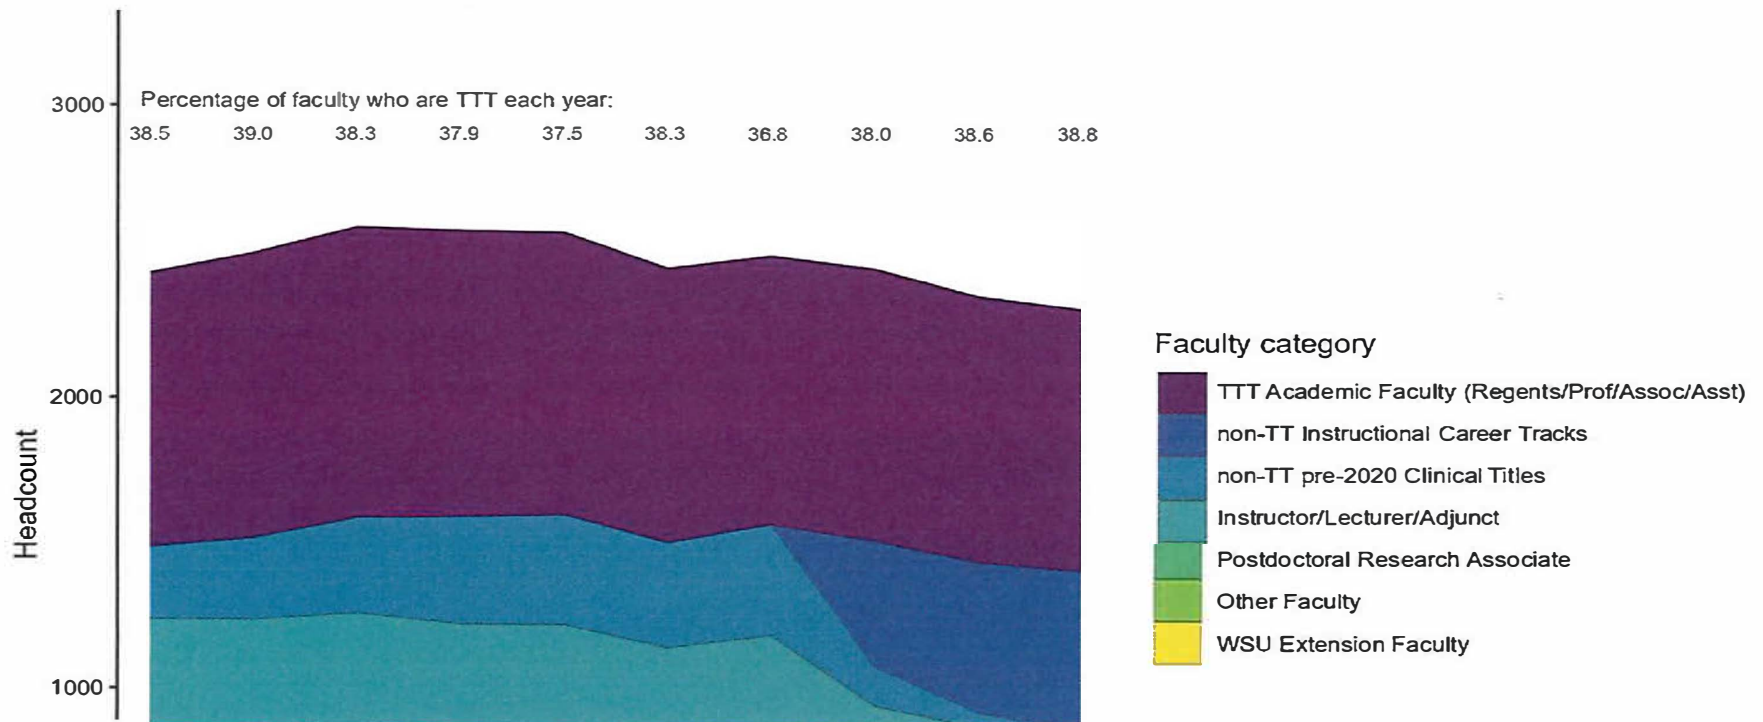 3000
Percentage of faculty who are TTT each year:
38.5 39.0 38.3 37.9 37.5 38.3 36.8 38.0 38.6 38.8
2000
1000
Headcount
Faculty category
TTT Academic Faculty (Regents/Prof/Assoc/Asst)
non-TT Instructional Career Tracks
non-TT pre-2020 Clinical Titles
Instructor/Lecturer/Adjunct
Postdoctoral Research Associate
Other Faculty
WSU Extension Faculty